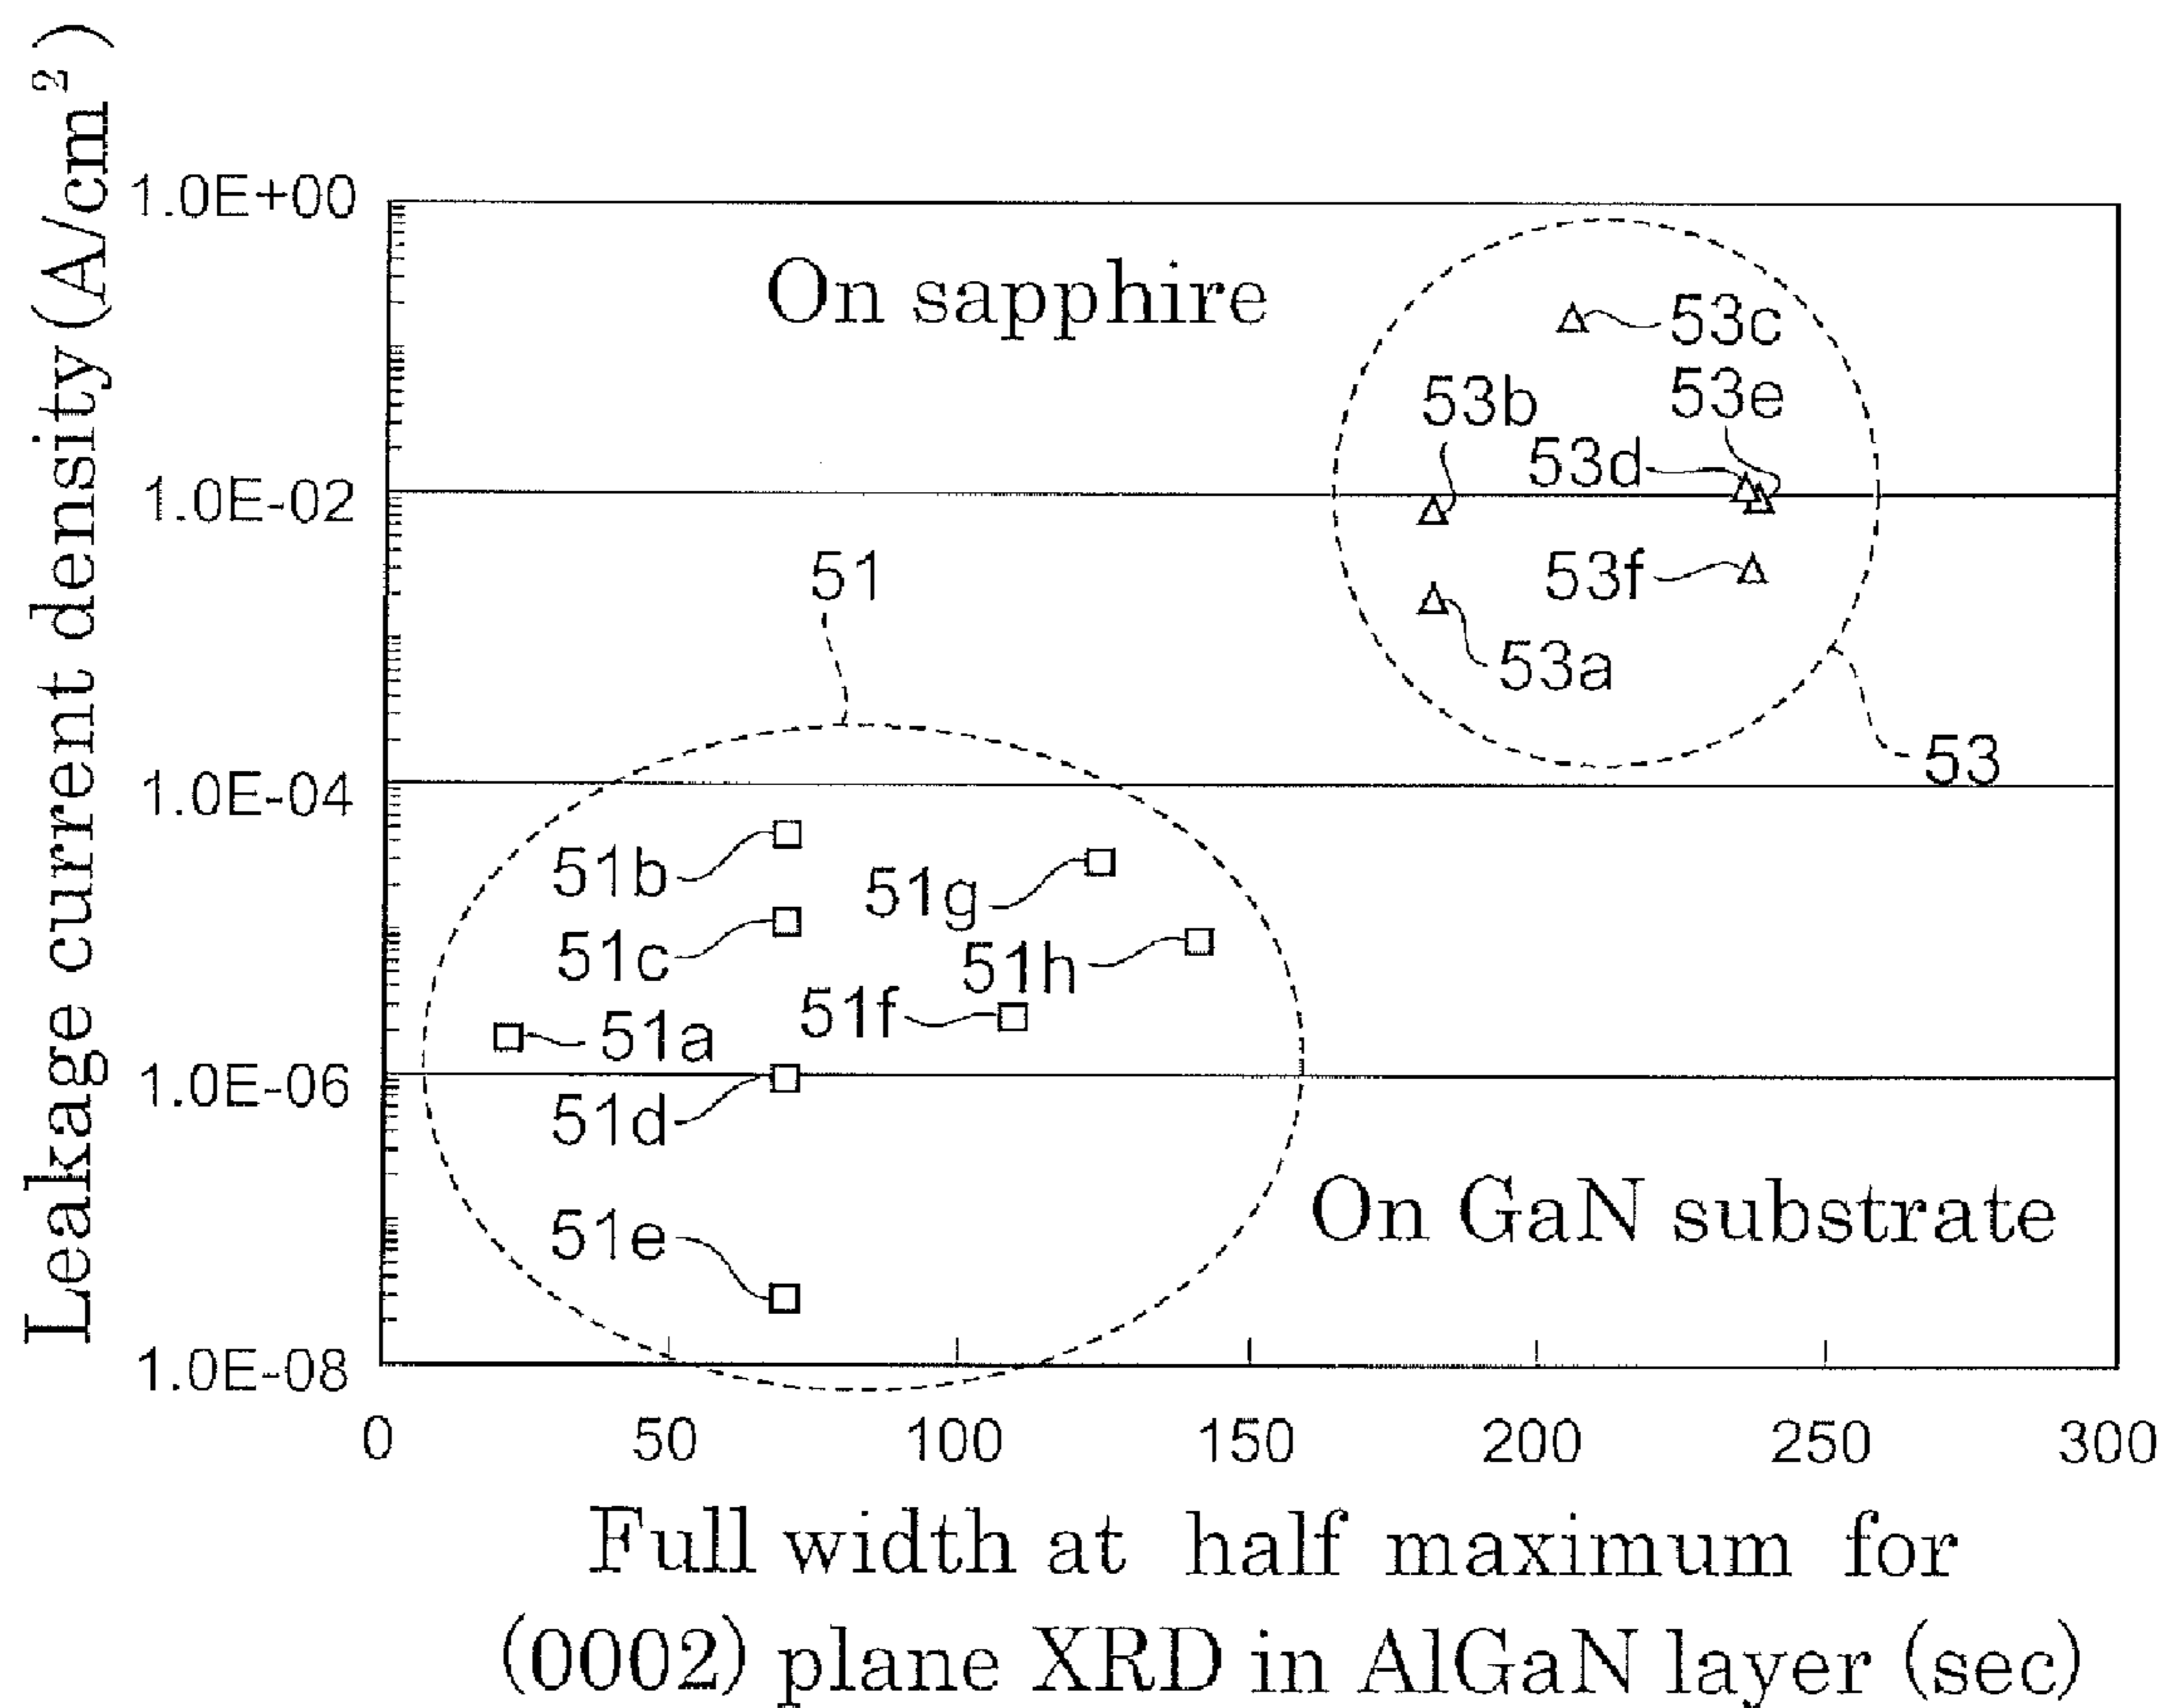 Leakage current density (A/cm²)
1.0E+00
1.0E-02
1.0E-04
1.0E-06
1.0E-08
On sapphire
53c
53e
53b
53d
53f
53a
53
51
51b
51g
51c
51h
51f
51a
51d
51e
On GaN substrate
0 50 100 150 200 250 300
Full width at half maximum for
(0002) plane XRD in AlGaN layer (sec)